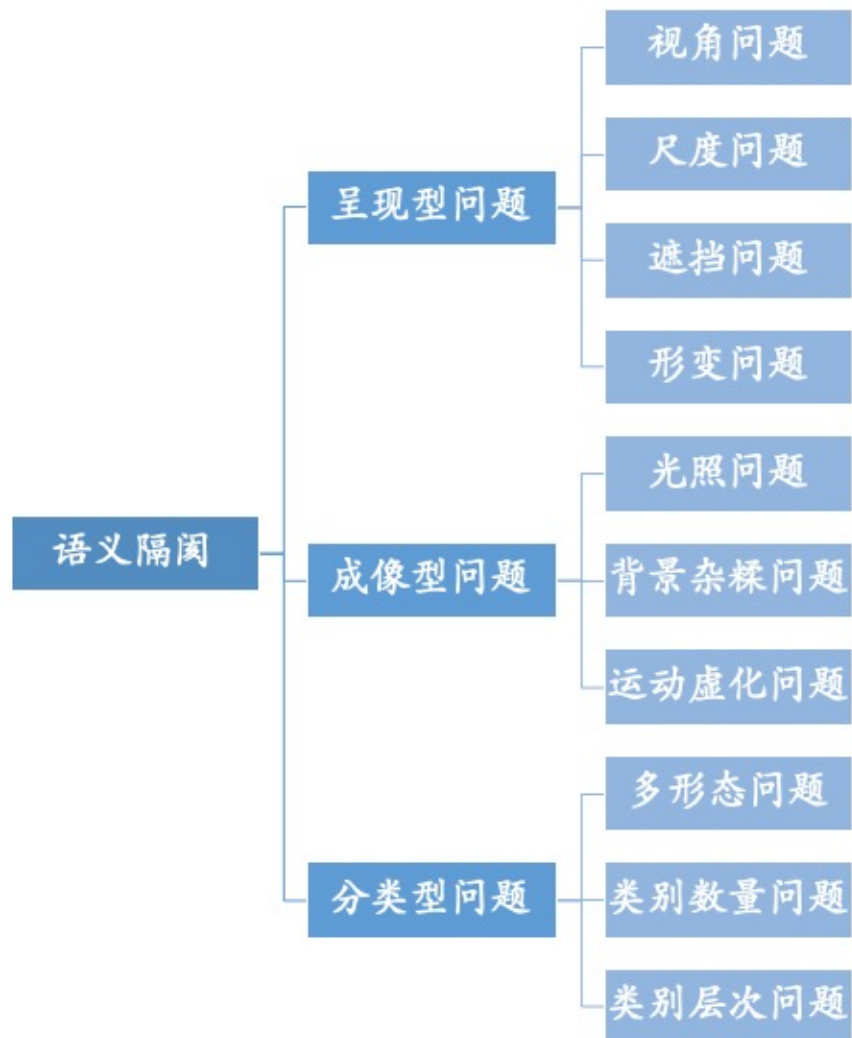 语义隔阂
呈现型问题
视角问题
尺度问题
遮挡问题
形变问题
成像型问题
光照问题
背景杂糅问题
运动虚化问题
分类型问题
多形态问题
类别数量问题
类别层次问题